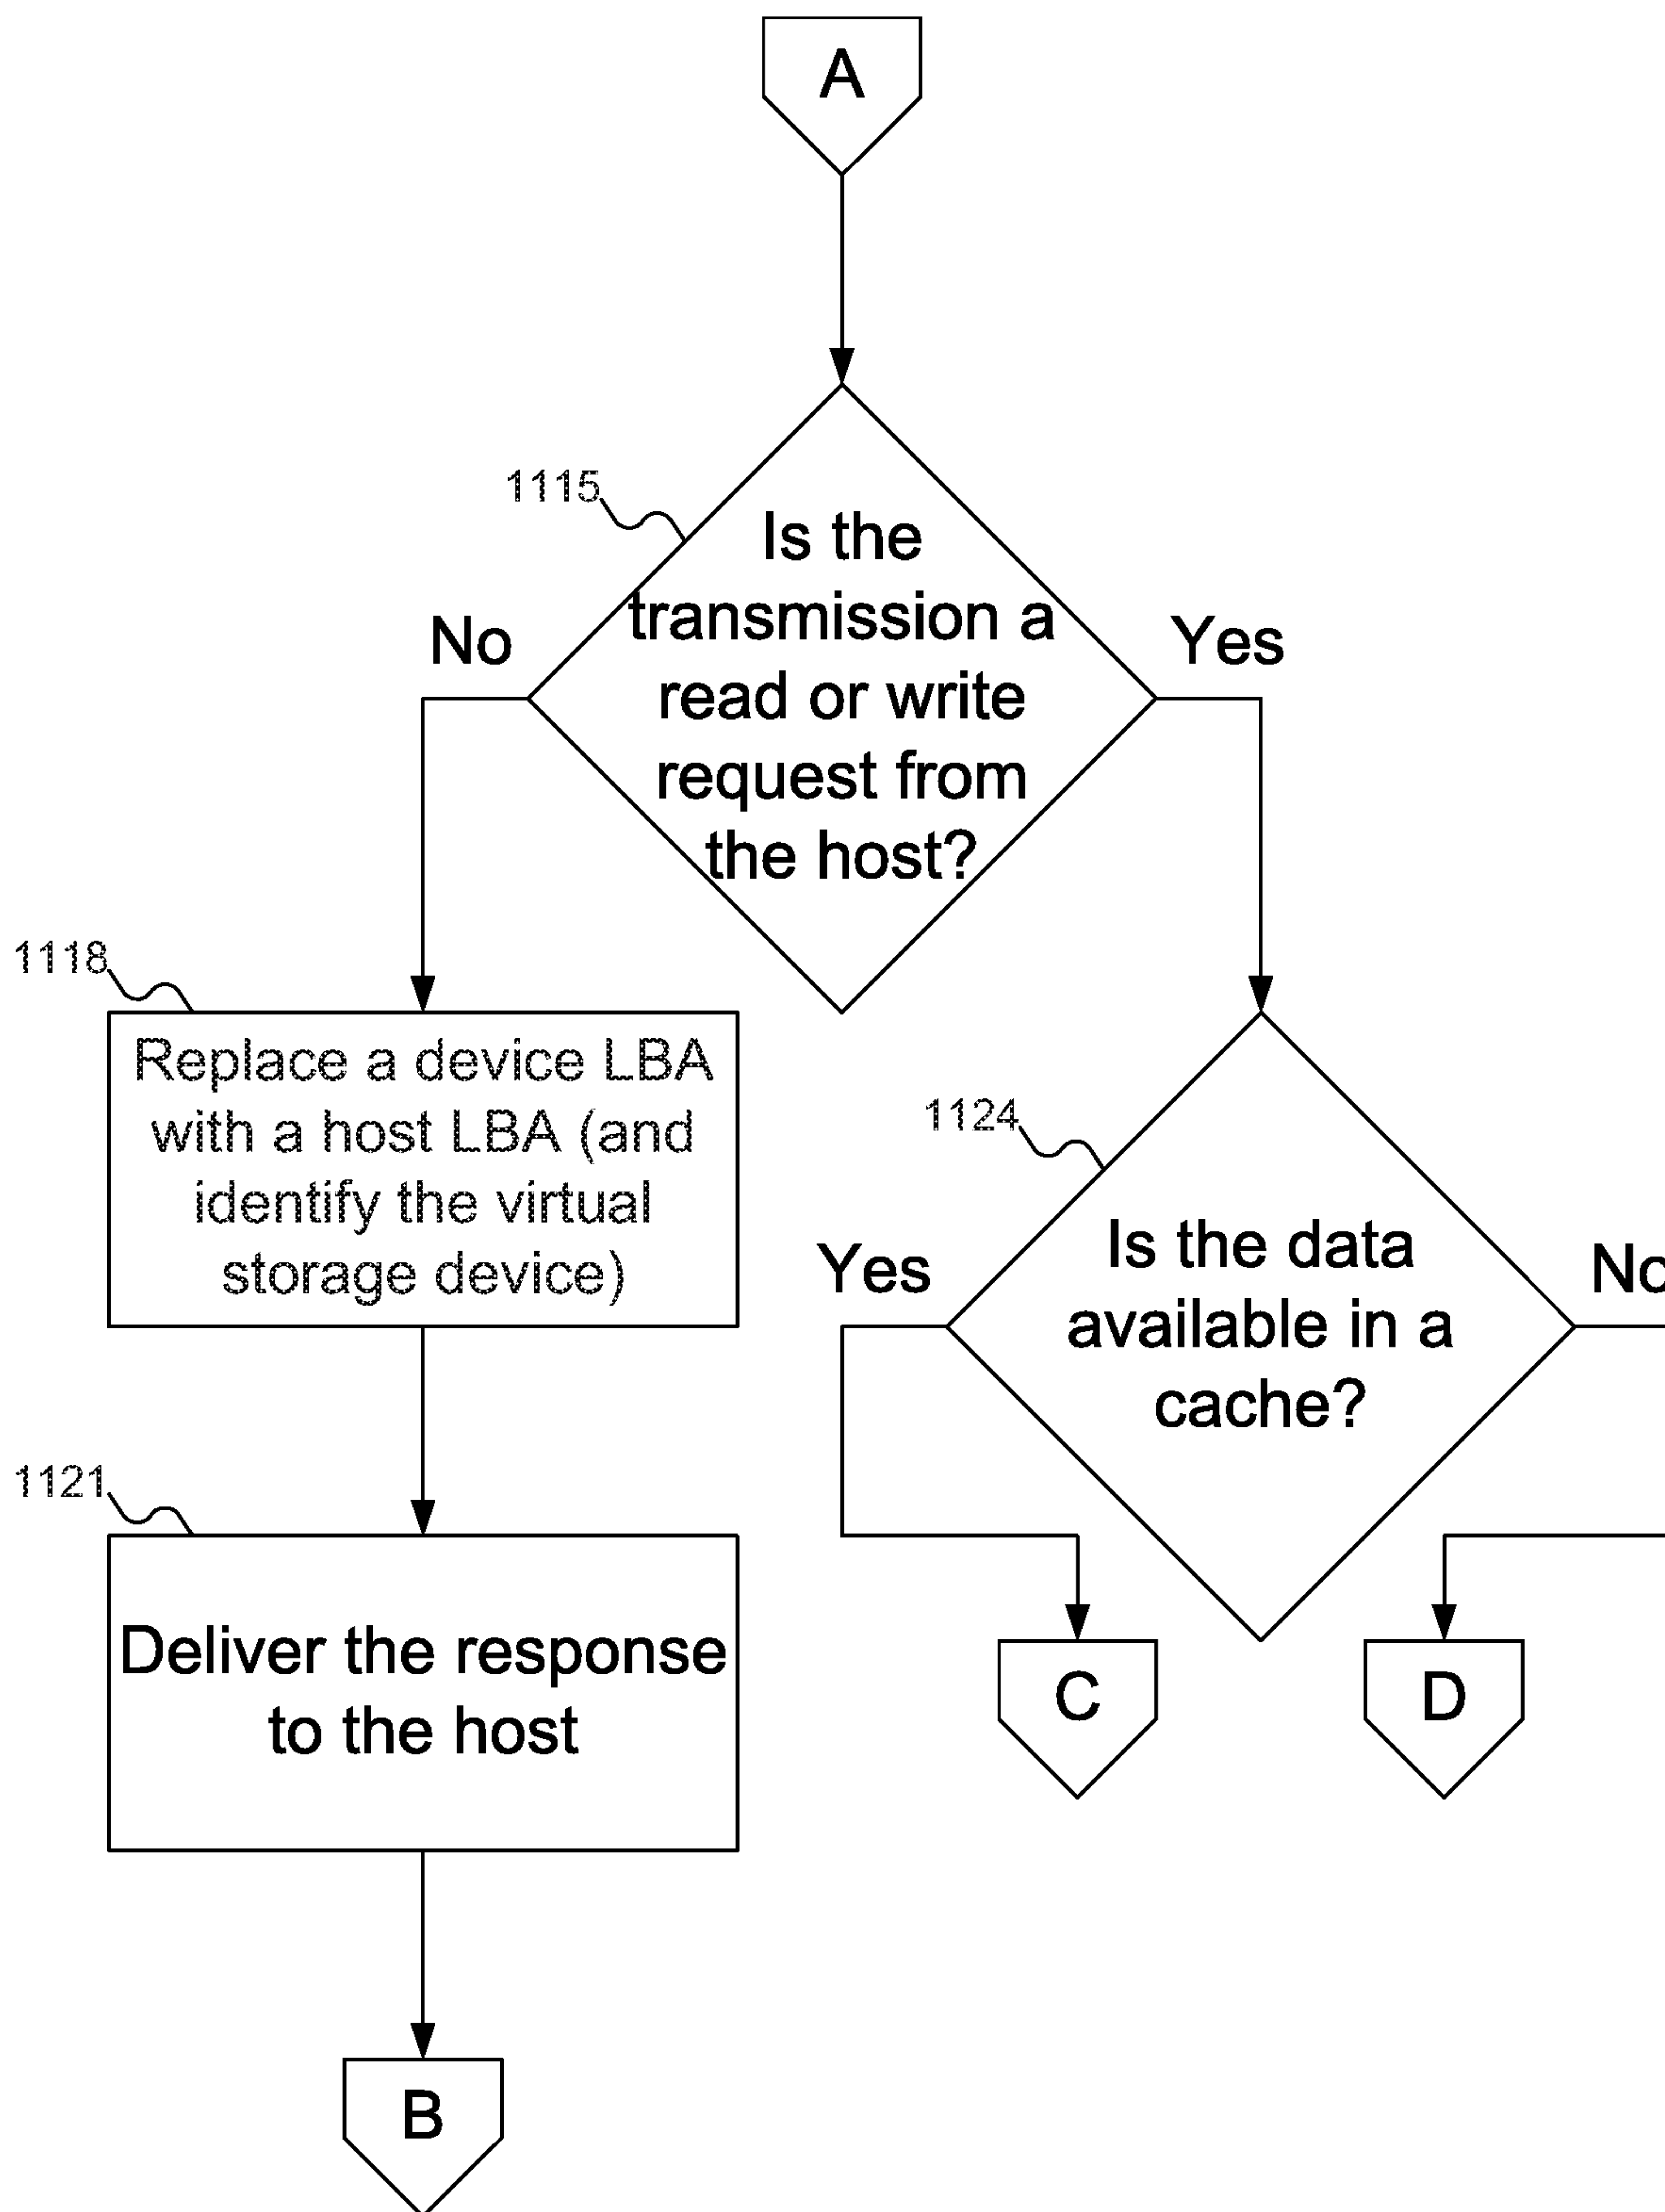 A
1115
Is the
transmission a
read or write
request from
the host?
No
Yes
1118
Replace a device LBA
with a host LBA (and
identify the virtual
storage device)
1124
Is the data
available in a
cache?
Yes
No
1121
Deliver the response
to the host
C
D
B